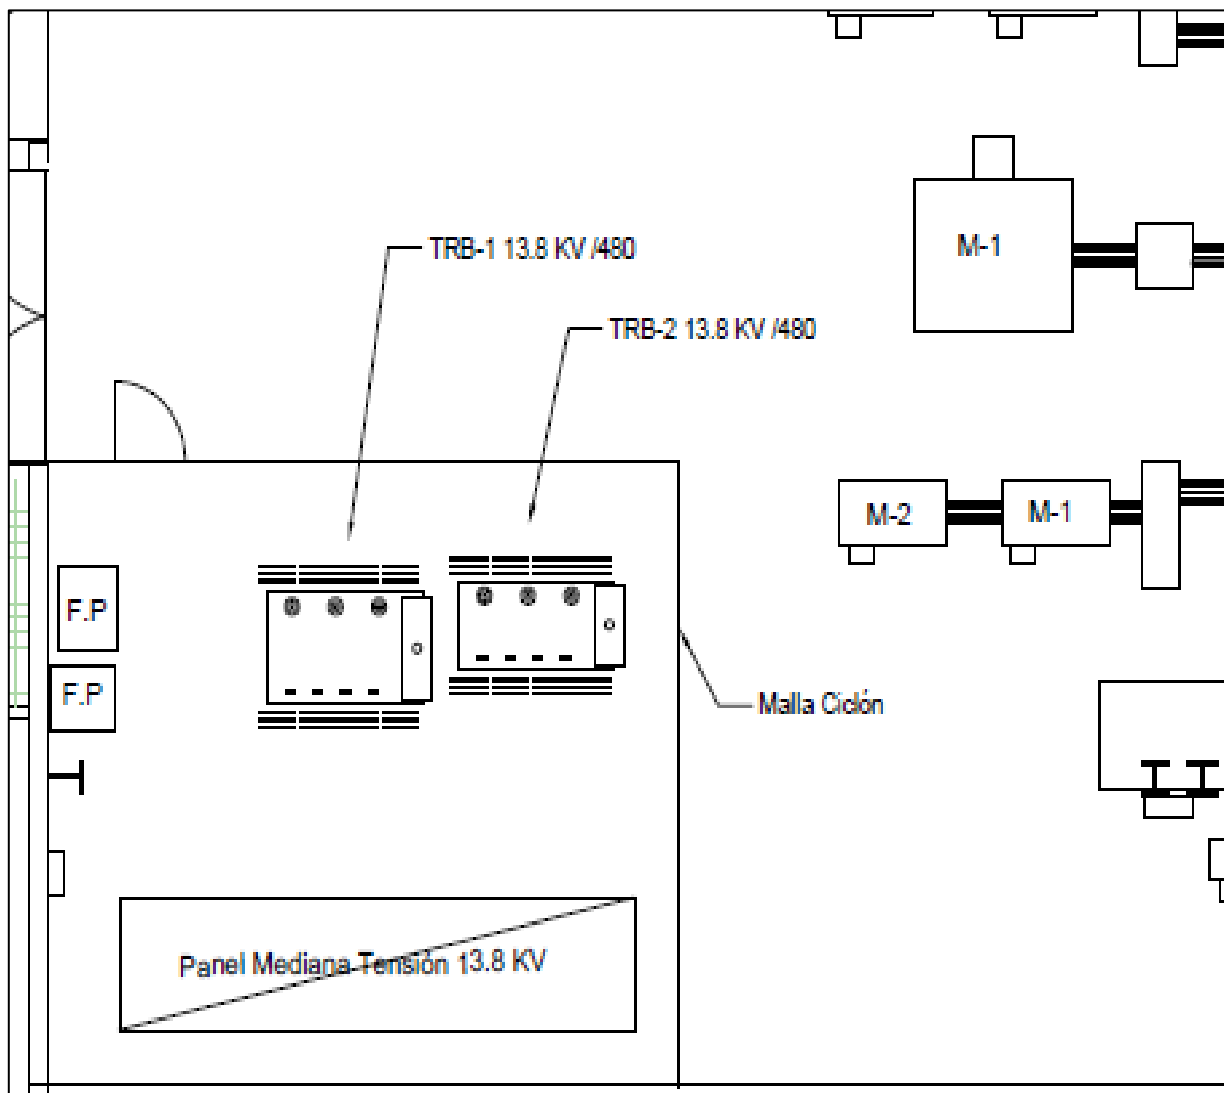 TRB-1 13.8 KV /480
M-1
TRB-2 13.8 KV /480
M-2
M-1
F.P
F.P
Malla Ciclón
Panel Mediana Tensión 13.8 KV